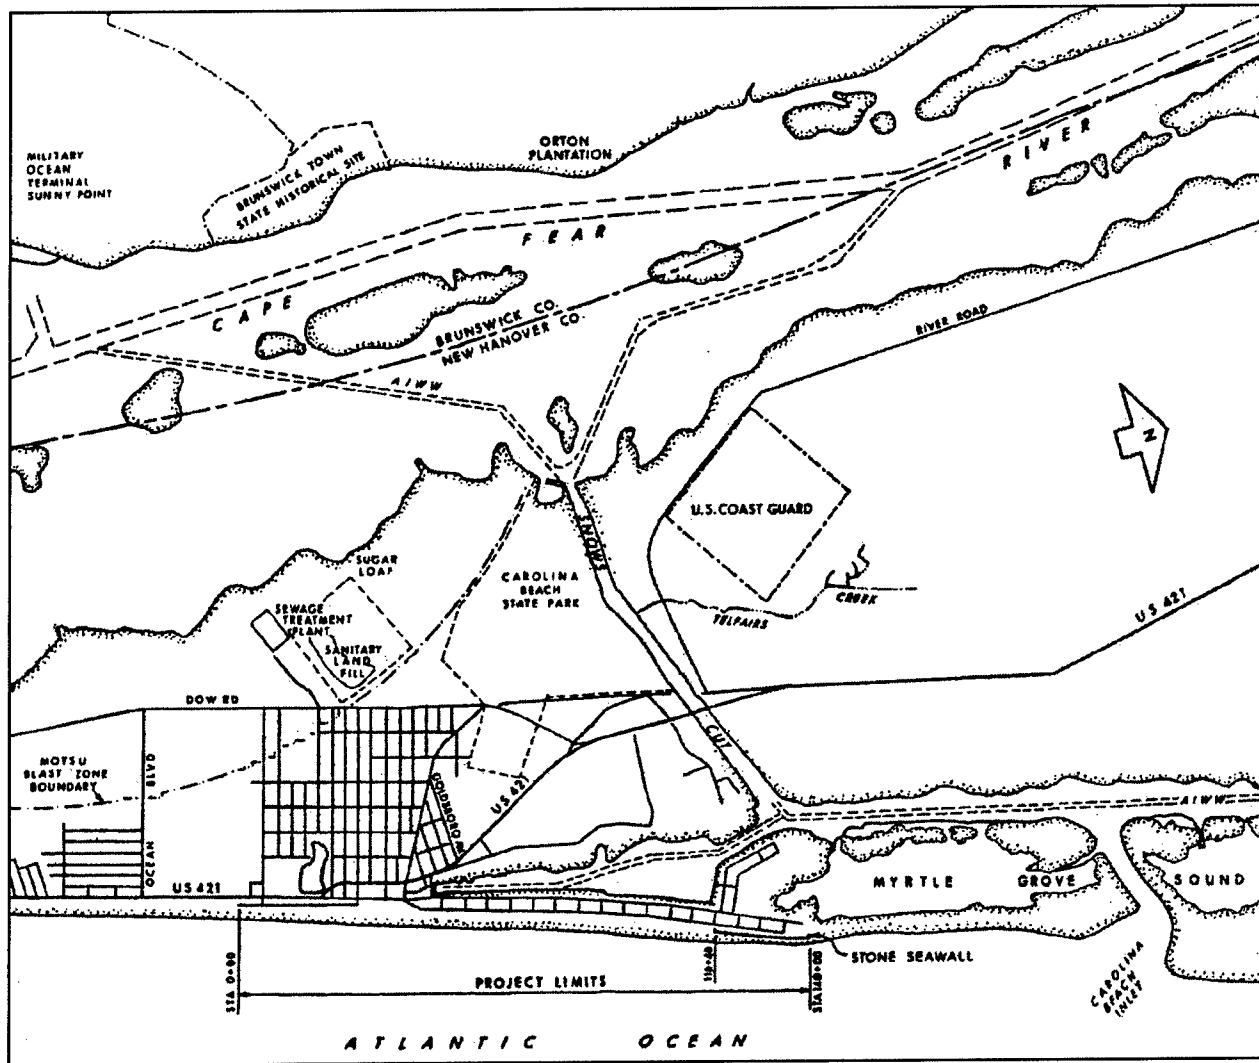 MILITARY
OCEAN
TERMINAL
SUNNY POINT
BRUNSWICK TOWN
STATE HISTORICAL SITE
ORTON
PLANTATION
RIVER
FEAR
CAPE
BRUNSWICK CO.
NEW HANOVER CO.
AIWW
RIVER ROAD
N
U.S. COAST GUARD
SNOWS
SUGAR
LOAF
CAROLINA
BEACH
STATE PARK
SEWAGE
TREATMENT
PLANT
SANITARY
LAND
FILL
TELFAIRS
CREEK
US 421
DOW RD
CUT
MOTSU
BLAST ZONE
BOUNDARY
OCEAN BLVD
GOLDSBORO AVE
US 421
AIWW
US 421
MYRTLE GROVE SOUND
STONE SEAWALL
CAROLINA
BEACH
INLET
STA 0+00
PROJECT LIMITS
STA 140+00
ATLANTIC OCEAN